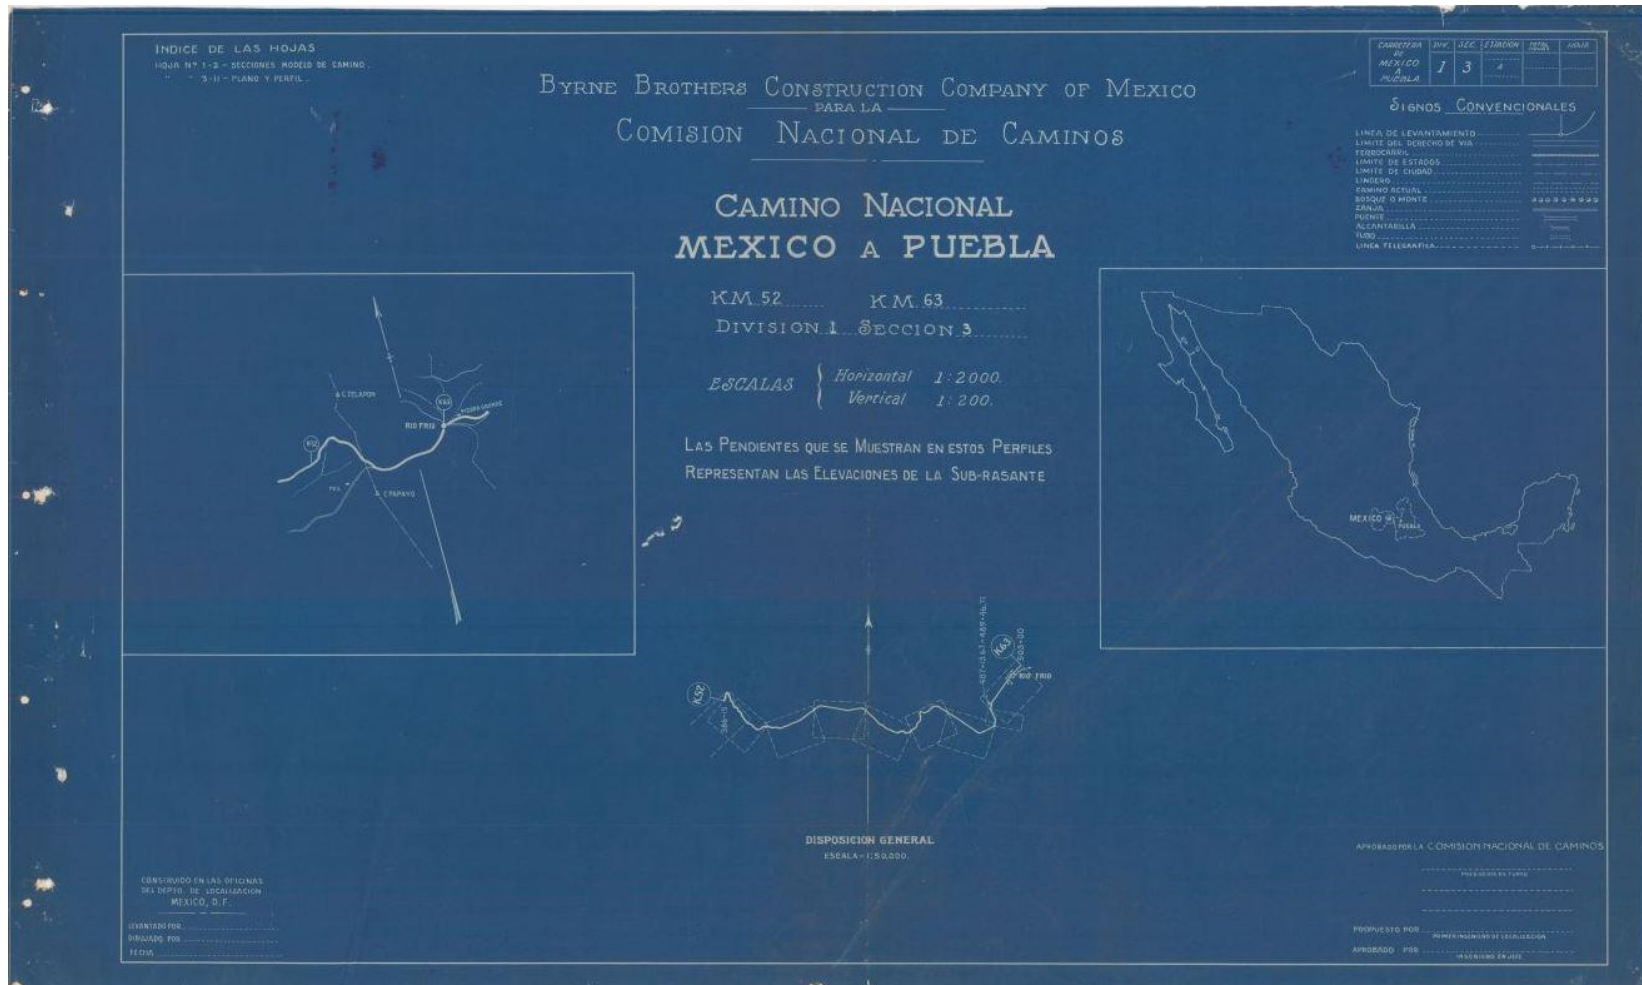 INDICE DE LAS HOJAS
HOJA Nº 1-2 - SECCIONES MODELO DE CAMINO.
" " 3-11 - PLANO Y PERFIL.
BYRNE BROTHERS CONSTRUCTION COMPANY OF MEXICO
PARA LA
COMISION NACIONAL DE CAMINOS
CAMINO NACIONAL
MEXICO A PUEBLA
KM. 52 KM. 63
DIVISION 1 SECCION 3
ESCALAS { Horizontal 1:2000.
Vertical 1:200.
LAS PENDIENTES QUE SE MUESTRAN EN ESTOS PERFILES
REPRESENTAN LAS ELEVACIONES DE LA SUB-RASANTE
CARRETERA DE MEXICO A PUEBLA
DIV. SEC. ESTACION HOJA
1 3 A
SIGNOS CONVENCIONALES
LINEA DE LEVANTAMIENTO
LIMITE DEL DERECHO DE VIA
FERROCARRIL
LIMITE DE ESTADOS
LIMITE DE CIUDAD
LINDERO
CAMINO ACTUAL
BOSQUE O MONTE
ZANJA
PUENTE
ALCANTARILLA
TUBO
LINEA TELEGRAFICA
C. TELAPON
K63
RIO FRIO
K52
C. PAPAYO
MEXICO
PUEBLA
K52
K63
RIO FRIO
DISPOSICION GENERAL
ESCALA - 1:50,000.
CONSTRUIDO EN LAS OFICINAS
DEL DEPTO. DE LOCALIZACION
MEXICO, D.F.
LEVANTADO POR
DIBUJADO POR
FECHA
APROBADO POR LA COMISION NACIONAL DE CAMINOS
PROPUESTO POR
PRIMER INGENIERO DE LOCALIZACION
APROBADO POR
INGENIERO EN JEFE